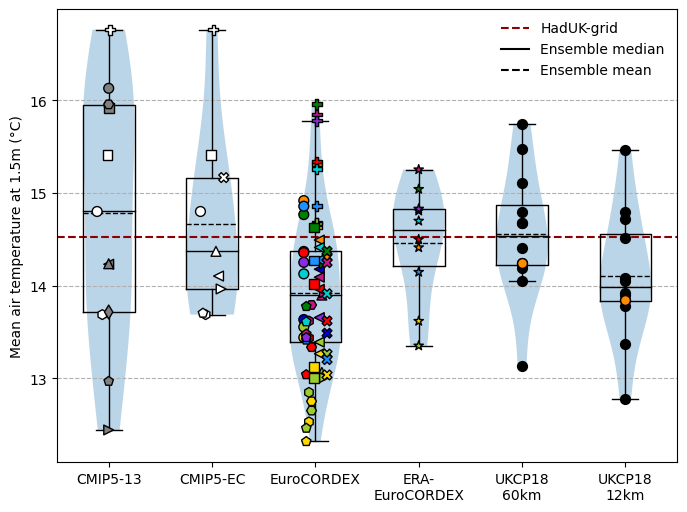 HadUK-grid
Ensemble median
Ensemble mean
Mean air temperature at 1.5m (°C)
16
15
14
13
CMIP5-13
CMIP5-EC
EuroCORDEX
ERA-
EuroCORDEX
UKCP18
60km
UKCP18
12km